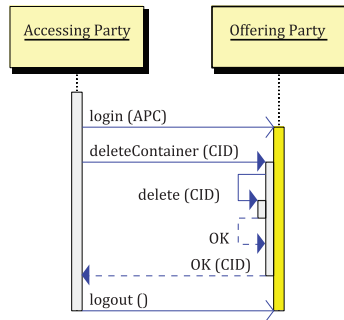 Accessing Party
Offering Party
login (APC)
deleteContainer (CID)
delete (CID)
OK
OK (CID)
logout ()